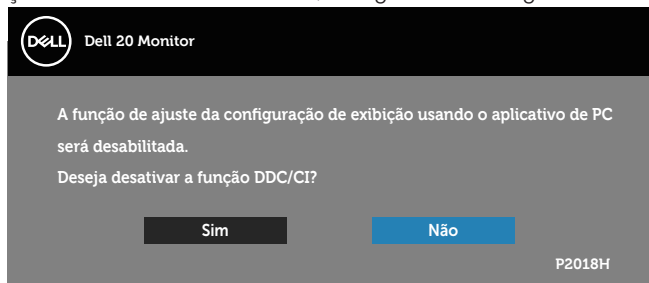 DELL Dell 20 Monitor
A função de ajuste da configuração de exibição usando o aplicativo de PC
será desabilitada.
Deseja desativar a função DDC/CI?
Sim Não
P2018H